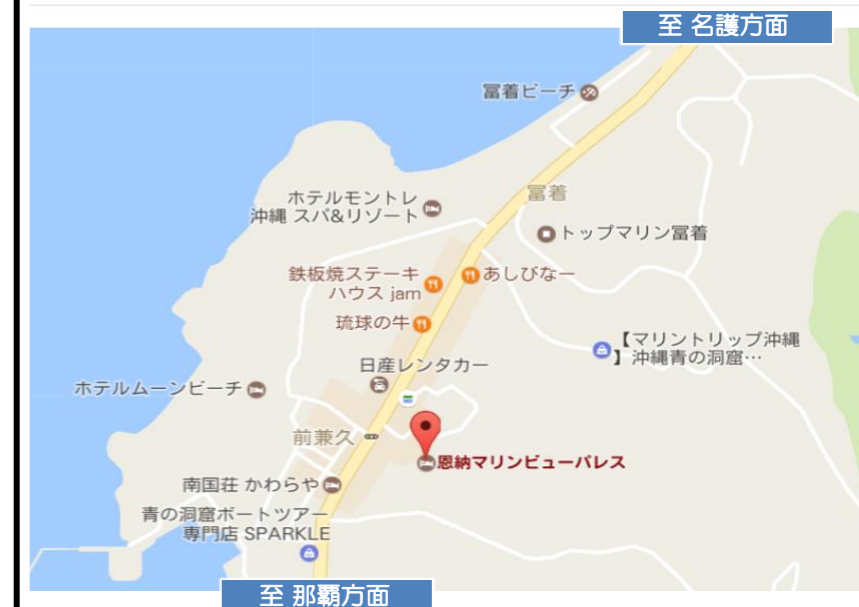 至 名護方面
冨着ビーチ
ホテルモントレ
沖縄 スパ&リゾート
冨着
トップマリン冨着
鉄板焼ステーキ
ハウス jam
あしびなー
琉球の牛
【マリントリップ沖縄
】沖縄青の洞窟…
日産レンタカー
ホテルムーンビーチ
前兼久
恩納マリンビューパレス
南国荘 かわらや
青の洞窟ボートツアー
専門店 SPARKLE
至 那覇方面